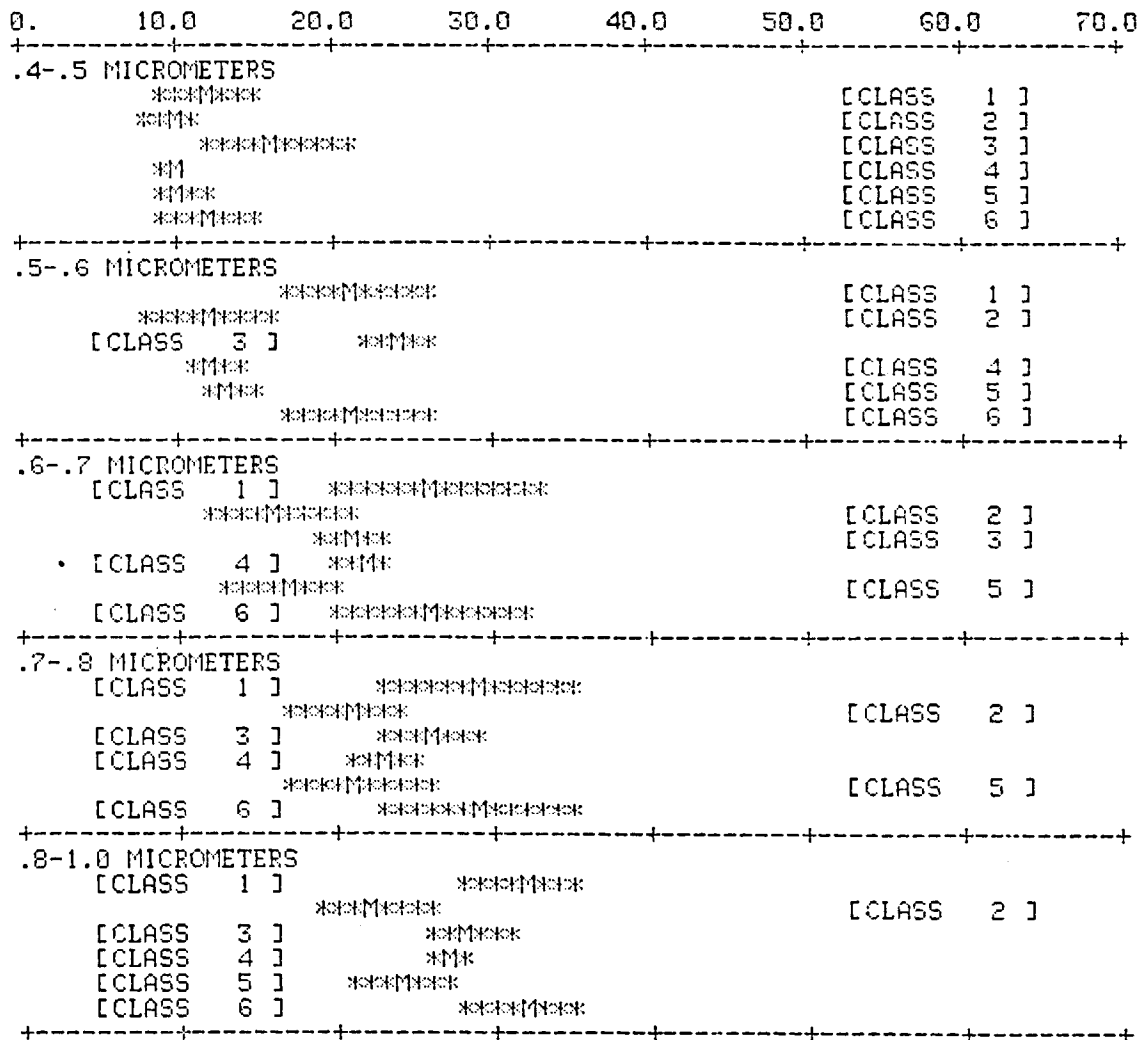 0. 10.0 20.0 30.0 40.0 50.0 60.0 70.0
+---------+---------+---------+---------+---------+---------+---------+
.4-.5 MICROMETERS
***M**** [CLASS 1 ]
**M* [CLASS 2 ]
****M***** [CLASS 3 ]
*M [CLASS 4 ]
*M** [CLASS 5 ]
***M*** [CLASS 6 ]
+---------+---------+---------+---------+---------+---------+---------+
.5-.6 MICROMETERS
****M***** [CLASS 1 ]
****M**** [CLASS 2 ]
[CLASS 3 ] **M**
*M** [CLASS 4 ]
*M** [CLASS 5 ]
****M***** [CLASS 6 ]
+---------+---------+---------+---------+---------+---------+---------+
.6-.7 MICROMETERS
[CLASS 1 ] ******M*******
****M***** [CLASS 2 ]
**M** [CLASS 3 ]
[CLASS 4 ] **M*
****M*** [CLASS 5 ]
[CLASS 6 ] ******M******
+---------+---------+---------+---------+---------+---------+---------+
.7-.8 MICROMETERS
[CLASS 1 ] ******M******
****M*** [CLASS 2 ]
[CLASS 3 ] ***M***
[CLASS 4 ] **M**
****M***** [CLASS 5 ]
[CLASS 6 ] ******M******
+---------+---------+---------+---------+---------+---------+---------+
.8-1.0 MICROMETERS
[CLASS 1 ] ****M***
***M**** [CLASS 2 ]
[CLASS 3 ] **M***
[CLASS 4 ] *M*
[CLASS 5 ] ***M***
[CLASS 6 ] ****M***
+---------+---------+---------+---------+---------+---------+---------+